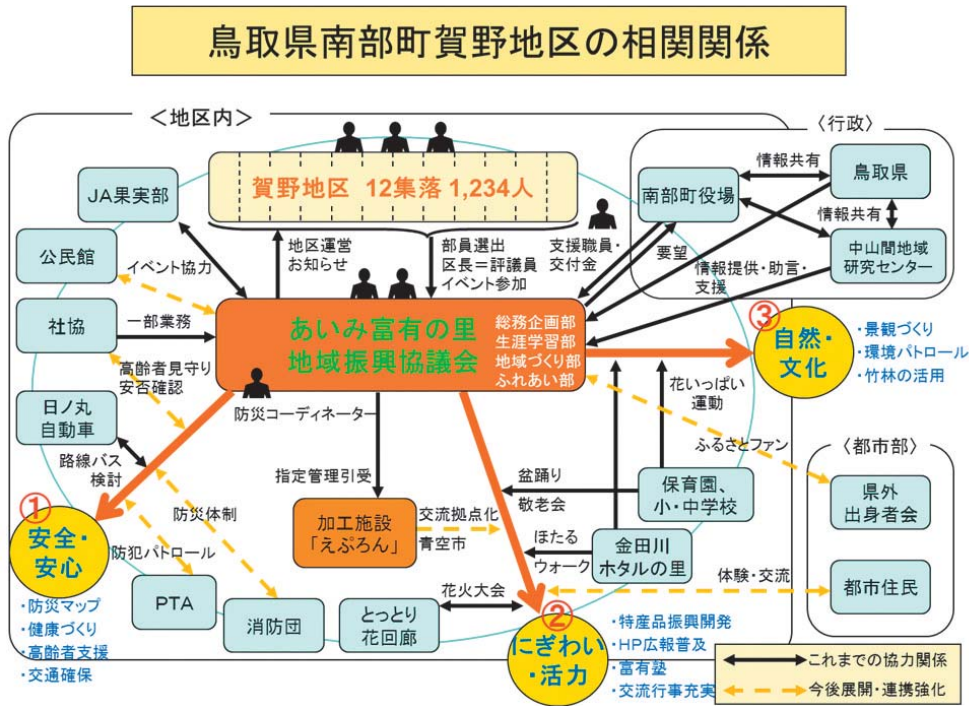 鳥取県南部町賀野地区の相関関係
＜地区内＞
〈行政〉
賀野地区 12集落 1,234人
JA果実部
南部町役場
情報共有
鳥取県
情報共有
中山間地域
研究センター
公民館
イベント協力
地区運営
お知らせ
部員選出
区長＝評議員
イベント参加
支援職員・
交付金
要望
情報提供・助言・
支援
社協
一部業務
あいみ富有の里
地域振興協議会
総務企画部
生涯学習部
地域づくり部
ふれあい部
③
自然・
文化
・景観づくり
・環境パトロール
・竹林の活用
高齢者見守り
安否確認
防災コーディネーター
花いっぱい
運動
ふるさとファン
日ノ丸
自動車
路線バス
検討
指定管理引受
盆踊り
敬老会
保育園、
小・中学校
〈都市部〉
県外
出身者会
都市住民
①
安全・
安心
・防災マップ
・健康づくり
・高齢者支援
・交通確保
防災体制
防犯パトロール
加工施設
「えぷろん」
交流拠点化
青空市
ほたる
ウォーク
金田川
ホタルの里
体験・交流
PTA
消防団
とっとり
花回廊
花火大会
②
にぎわい
・活力
・特産品振興開発
・HP広報普及
・富有塾
・交流行事充実
これまでの協力関係
今後展開・連携強化